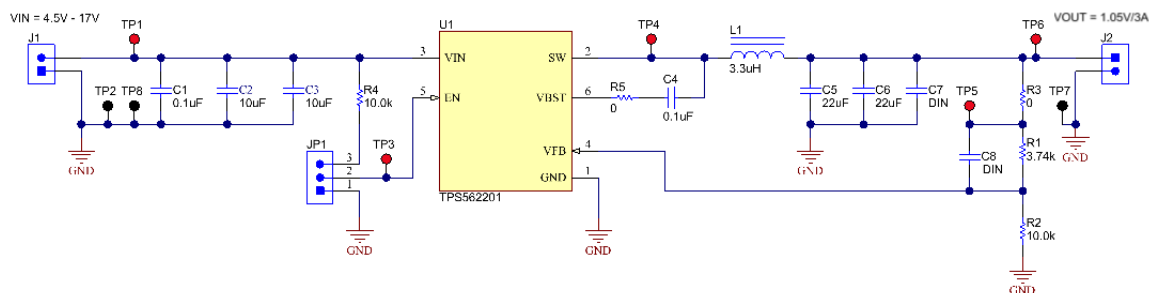 VIN = 4.5V - 17V
VOUT = 1.05V/3A
J1
TP1
U1
TP4
L1
TP6
J2
3
VIN
SW
2
3.3uH
TP2
TP8
C1
0.1uF
C2
10uF
C3
10uF
R4
10.0k
5
EN
VBST
6
R5
0
C4
0.1uF
C5
22uF
C6
22uF
C7
DIN
TP5
R3
0
TP7
GND
JP1
3
2
1
TP3
VFB
4
GND
1
TPS562201
GND
C8
DIN
R1
3.74k
GND
R2
10.0k
GND
GND
GND